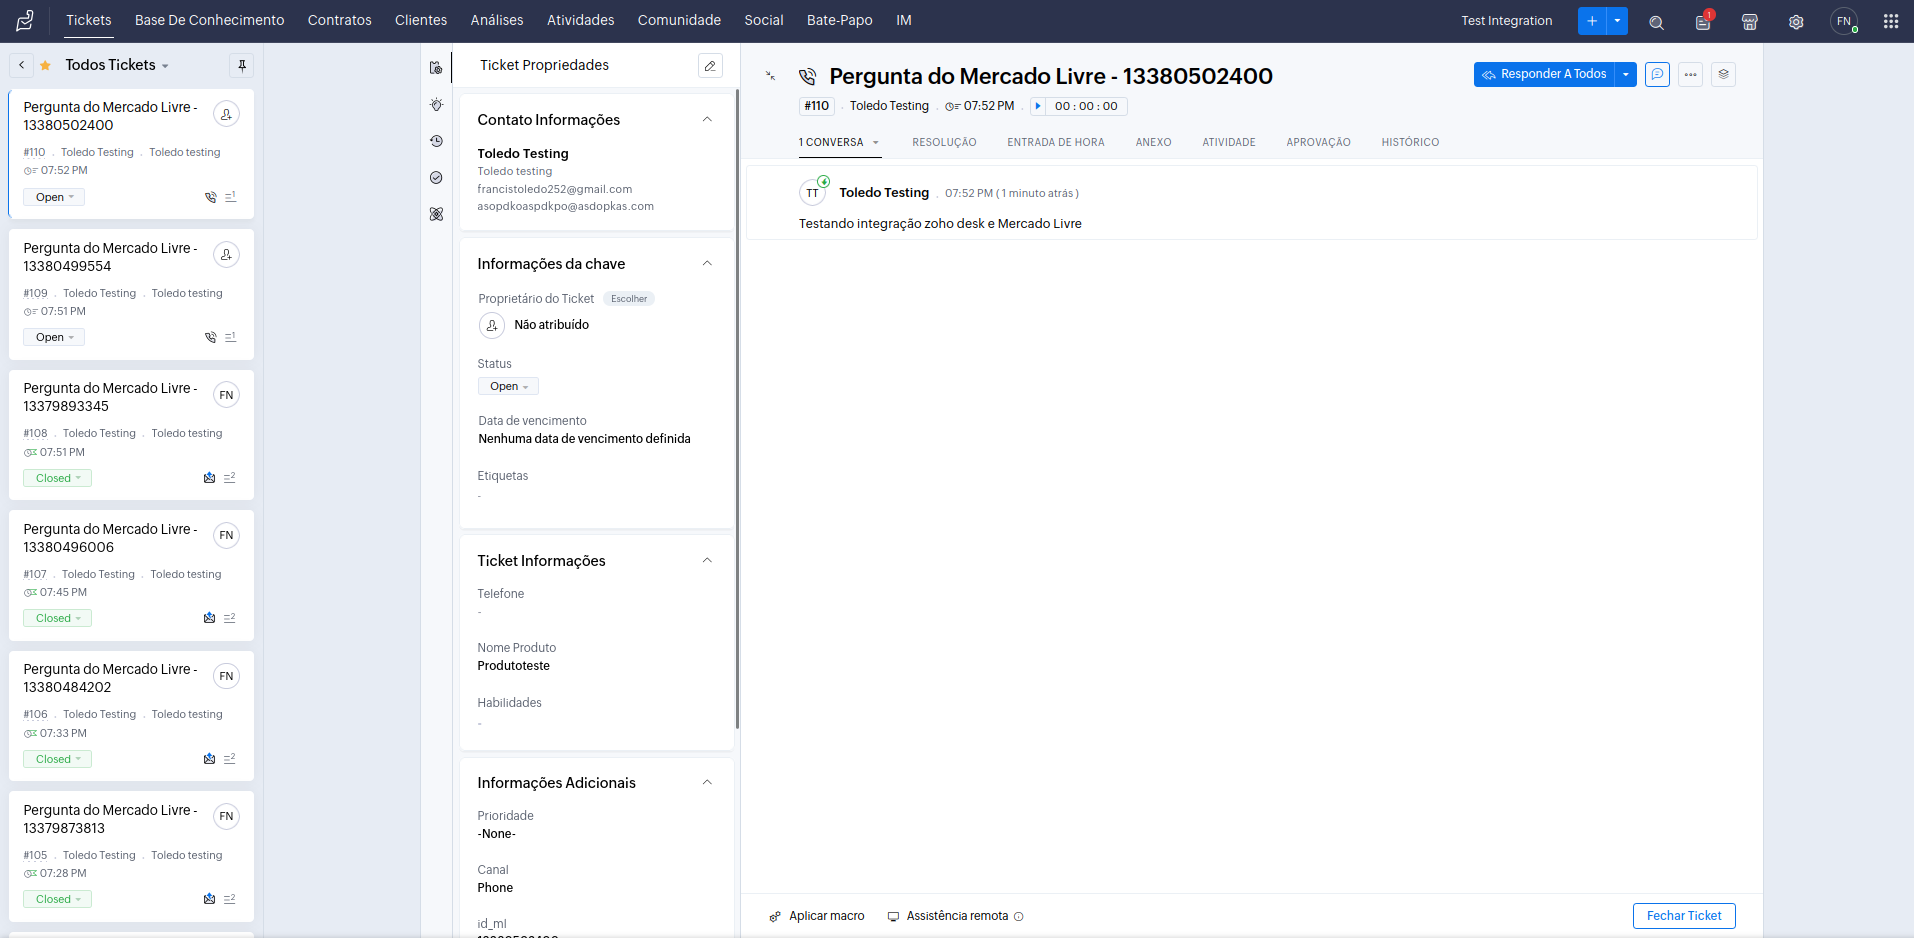 Tickets
Base De Conhecimento
Contratos
Clientes
Análises
Atividades
Comunidade
Social
Bate-Papo
IM
Test Integration
1
FN
Todos Tickets
Pergunta do Mercado Livre -
13380502400
#110 . Toledo Testing . Toledo testing
07:52 PM
Open
1
Pergunta do Mercado Livre -
13380499554
#109 . Toledo Testing . Toledo testing
07:51 PM
Open
1
Pergunta do Mercado Livre -
13379893345
FN
#108 . Toledo Testing . Toledo testing
07:51 PM
Closed
2
Pergunta do Mercado Livre -
13380496006
FN
#107 . Toledo Testing . Toledo testing
07:45 PM
Closed
2
Pergunta do Mercado Livre -
13380484202
FN
#106 . Toledo Testing . Toledo testing
07:33 PM
Closed
2
Pergunta do Mercado Livre -
13379873813
FN
#105 . Toledo Testing . Toledo testing
07:28 PM
Closed
2
Ticket Propriedades
Contato Informações
Toledo Testing
Toledo testing
francistoledo252@gmail.com
asopdkoaspdkpo@asdopkas.com
Informações da chave
Proprietário do Ticket Escolher
Não atribuído
Status
Open
Data de vencimento
Nenhuma data de vencimento definida
Etiquetas
-
Ticket Informações
Telefone
-
Nome Produto
Produtoteste
Habilidades
-
Informações Adicionais
Prioridade
-None-
Canal
Phone
id_ml
Pergunta do Mercado Livre - 13380502400
#110 . Toledo Testing . 07:52 PM . 00 : 00 : 00
Responder A Todos
1 CONVERSA
RESOLUÇÃO
ENTRADA DE HORA
ANEXO
ATIVIDADE
APROVAÇÃO
HISTÓRICO
TT
Toledo Testing . 07:52 PM ( 1 minuto atrás )
Testando integração zoho desk e Mercado Livre
Aplicar macro
Assistência remota
Fechar Ticket